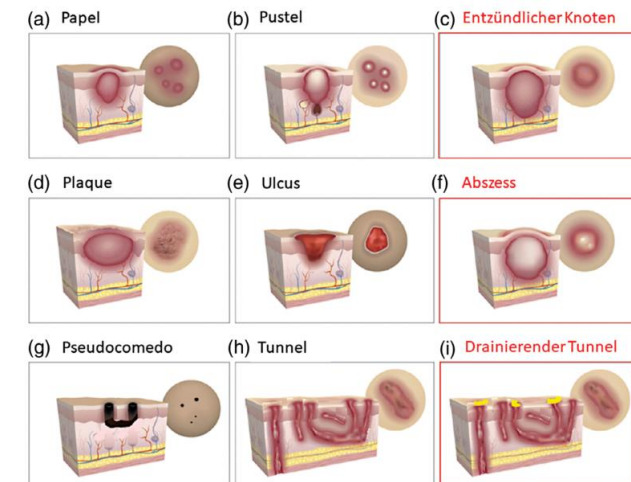 (a) Papel
(b) Pustel
(c) Entzündlicher Knoten
(d) Plaque
(e) Ulcus
(f) Abszess
(g) Pseudocomedo
(h) Tunnel
(i) Drainierender Tunnel